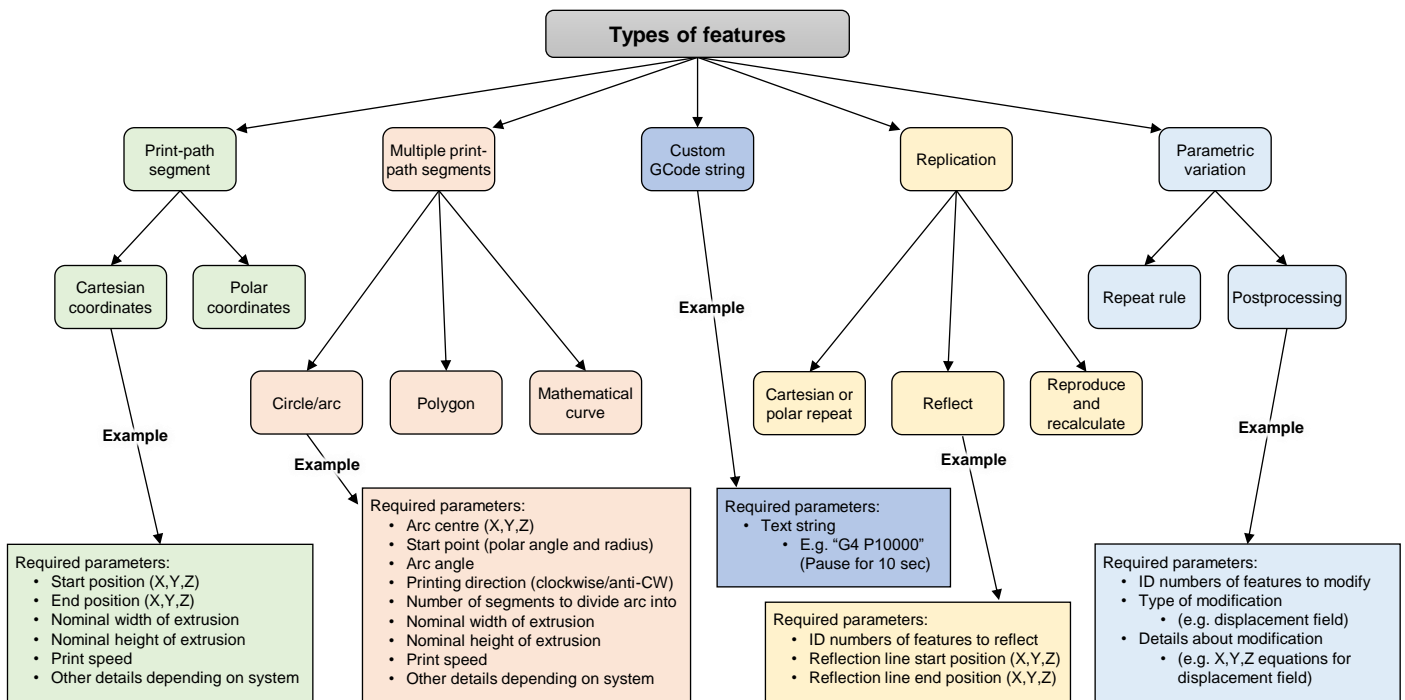 Types of features
Print-path
segment
Multiple print-
path segments
Custom
GCode string
Replication
Parametric
variation
Cartesian
coordinates
Polar
coordinates
Example
Repeat rule
Postprocessing
Circle/arc
Polygon
Mathematical
curve
Cartesian or
polar repeat
Reflect
Reproduce
and
recalculate
Example
Example
Example
Example
Required parameters:
• Start position (X,Y,Z)
• End position (X,Y,Z)
• Nominal width of extrusion
• Nominal height of extrusion
• Print speed
• Other details depending on system
Required parameters:
• Arc centre (X,Y,Z)
• Start point (polar angle and radius)
• Arc angle
• Printing direction (clockwise/anti-CW)
• Number of segments to divide arc into
• Nominal width of extrusion
• Nominal height of extrusion
• Print speed
• Other details depending on system
Required parameters:
• Text string
• E.g. “G4 P10000”
(Pause for 10 sec)
Required parameters:
• ID numbers of features to reflect
• Reflection line start position (X,Y,Z)
• Reflection line end position (X,Y,Z)
Required parameters:
• ID numbers of features to modify
• Type of modification
• (e.g. displacement field)
• Details about modification
• (e.g. X,Y,Z equations for
displacement field)